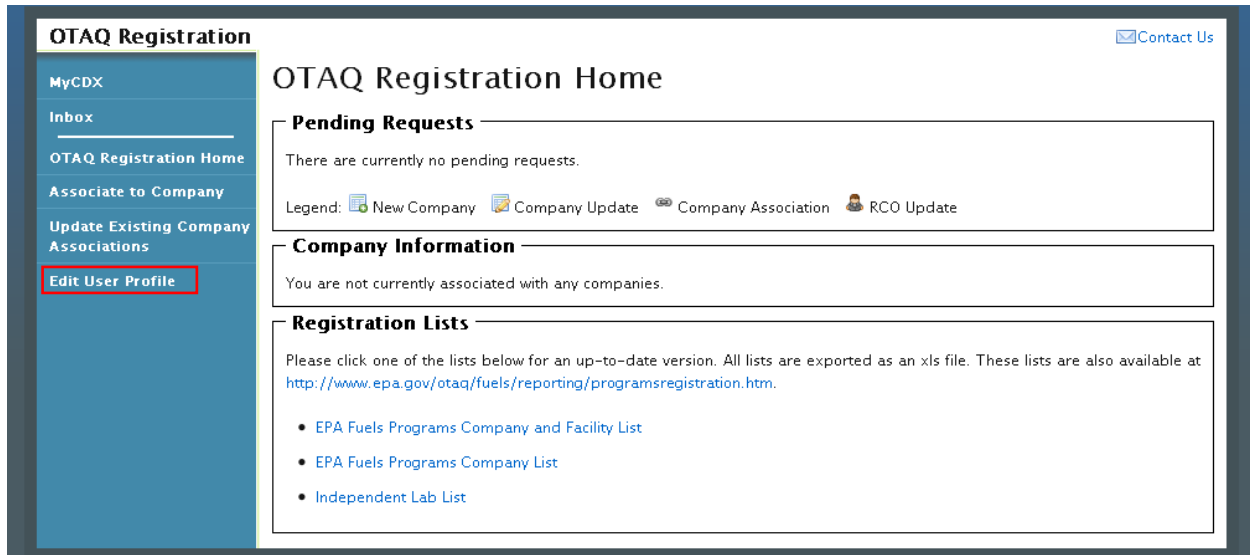 OTAQ Registration
Contact Us
MyCDX
Inbox
OTAQ Registration Home
Associate to Company
Update Existing Company
Associations
Edit User Profile
OTAQ Registration Home
Pending Requests
There are currently no pending requests.
Legend: New Company Company Update Company Association RCO Update
Company Information
You are not currently associated with any companies.
Registration Lists
Please click one of the lists below for an up-to-date version. All lists are exported as an xls file. These lists are also available at
http://www.epa.gov/otaq/fuels/reporting/programsregistration.htm.
• EPA Fuels Programs Company and Facility List
• EPA Fuels Programs Company List
• Independent Lab List